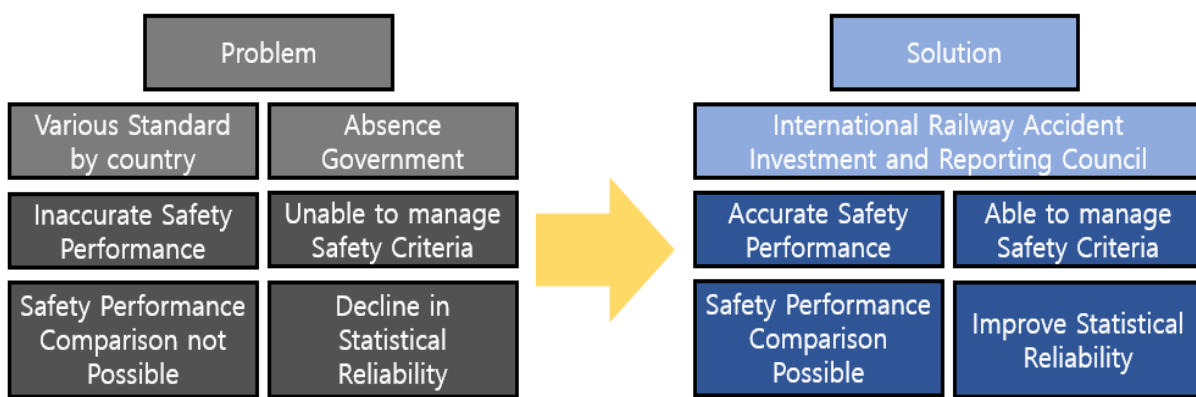 Problem
Various Standard
by country
Absence
Government
Inaccurate Safety
Performance
Unable to manage
Safety Criteria
Safety Performance
Comparison not
Possible
Decline in
Statistical
Reliability
Solution
International Railway Accident
Investment and Reporting Council
Accurate Safety
Performance
Able to manage
Safety Criteria
Safety Performance
Comparison
Possible
Improve Statistical
Reliability